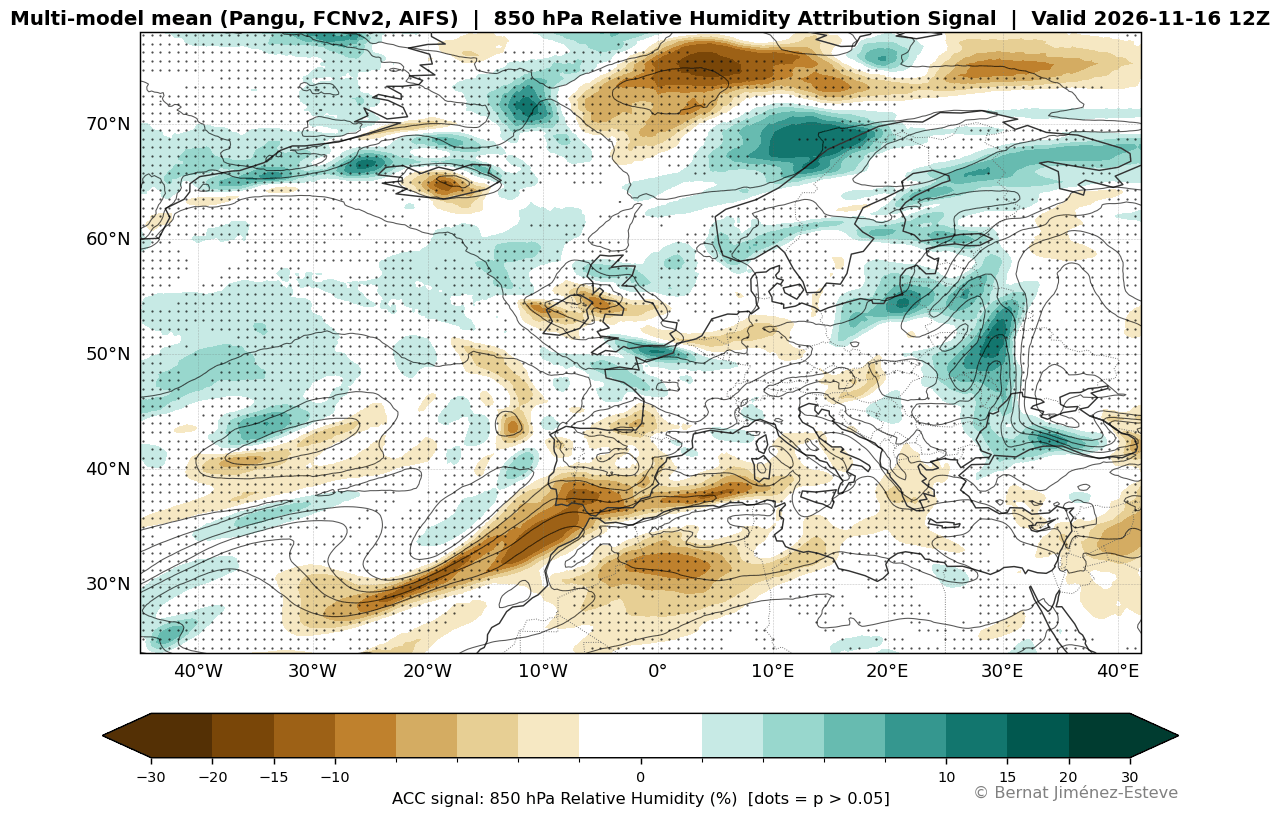 Multi-model mean (Pangu, FCNv2, AIFS)  |  850 hPa Relative Humidity Attribution Signal  |  Valid 2026-11-16 12Z
70°N
60°N
50°N
40°N
30°N
40°W 30°W 20°W 10°W 0° 10°E 20°E 30°E 40°E
−30 −20 −15 −10 0 10 15 20 30
ACC signal: 850 hPa Relative Humidity (%)  [dots = p > 0.05]
© Bernat Jiménez-Esteve